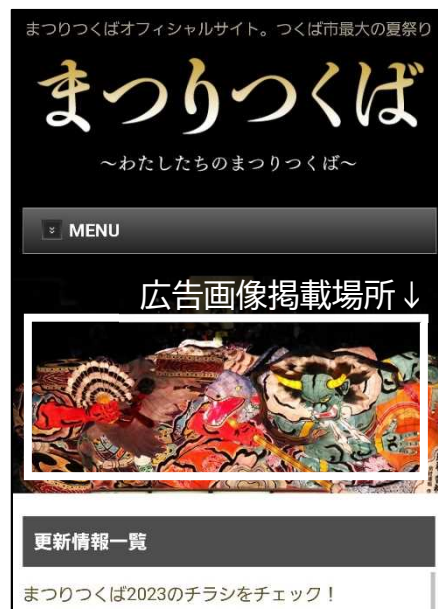 まつりつくばオフィシャルサイト。つくば市最大の夏祭り
まつりつくば
～わたしたちのまつりつくば～
MENU
広告画像掲載場所↓
更新情報一覧
まつりつくば2023のチラシをチェック！